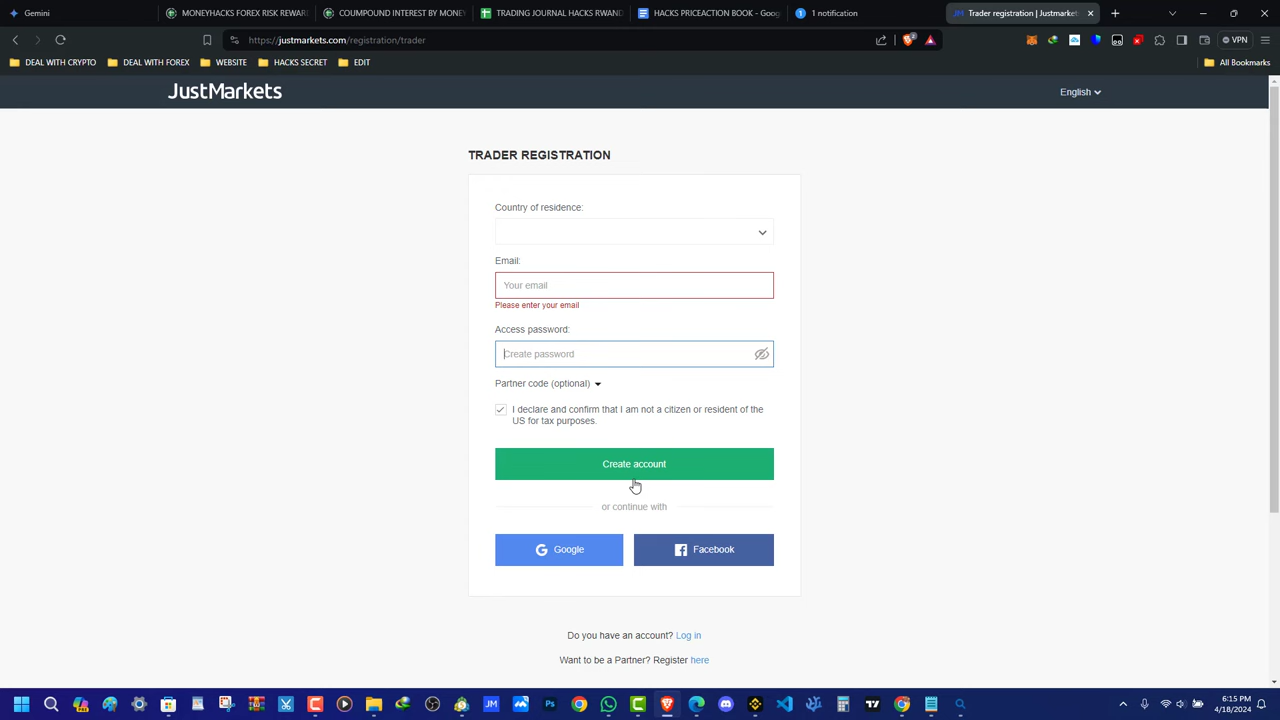 Gemini
MONEYHACKS FOREX RISK REWAR
COUMPOUND INTEREST BY MONEY
TRADING JOURNAL HACKS RWAND
HACKS PRICEACTION BOOK - Goog
1 notification
Trader registration | Justmarkets
https://justmarkets.com/registration/trader
2
VPN
DEAL WITH CRYPTO
DEAL WITH FOREX
WEBSITE
HACKS SECRET
EDIT
All Bookmarks
JustMarkets
English
TRADER REGISTRATION
Country of residence:
Email:
Your email
Please enter your email
Access password:
Create password
Partner code (optional)
I declare and confirm that I am not a citizen or resident of the
US for tax purposes.
Create account
or continue with
Google
Facebook
Do you have an account? Log in
Want to be a Partner? Register here
6:15 PM
4/18/2024